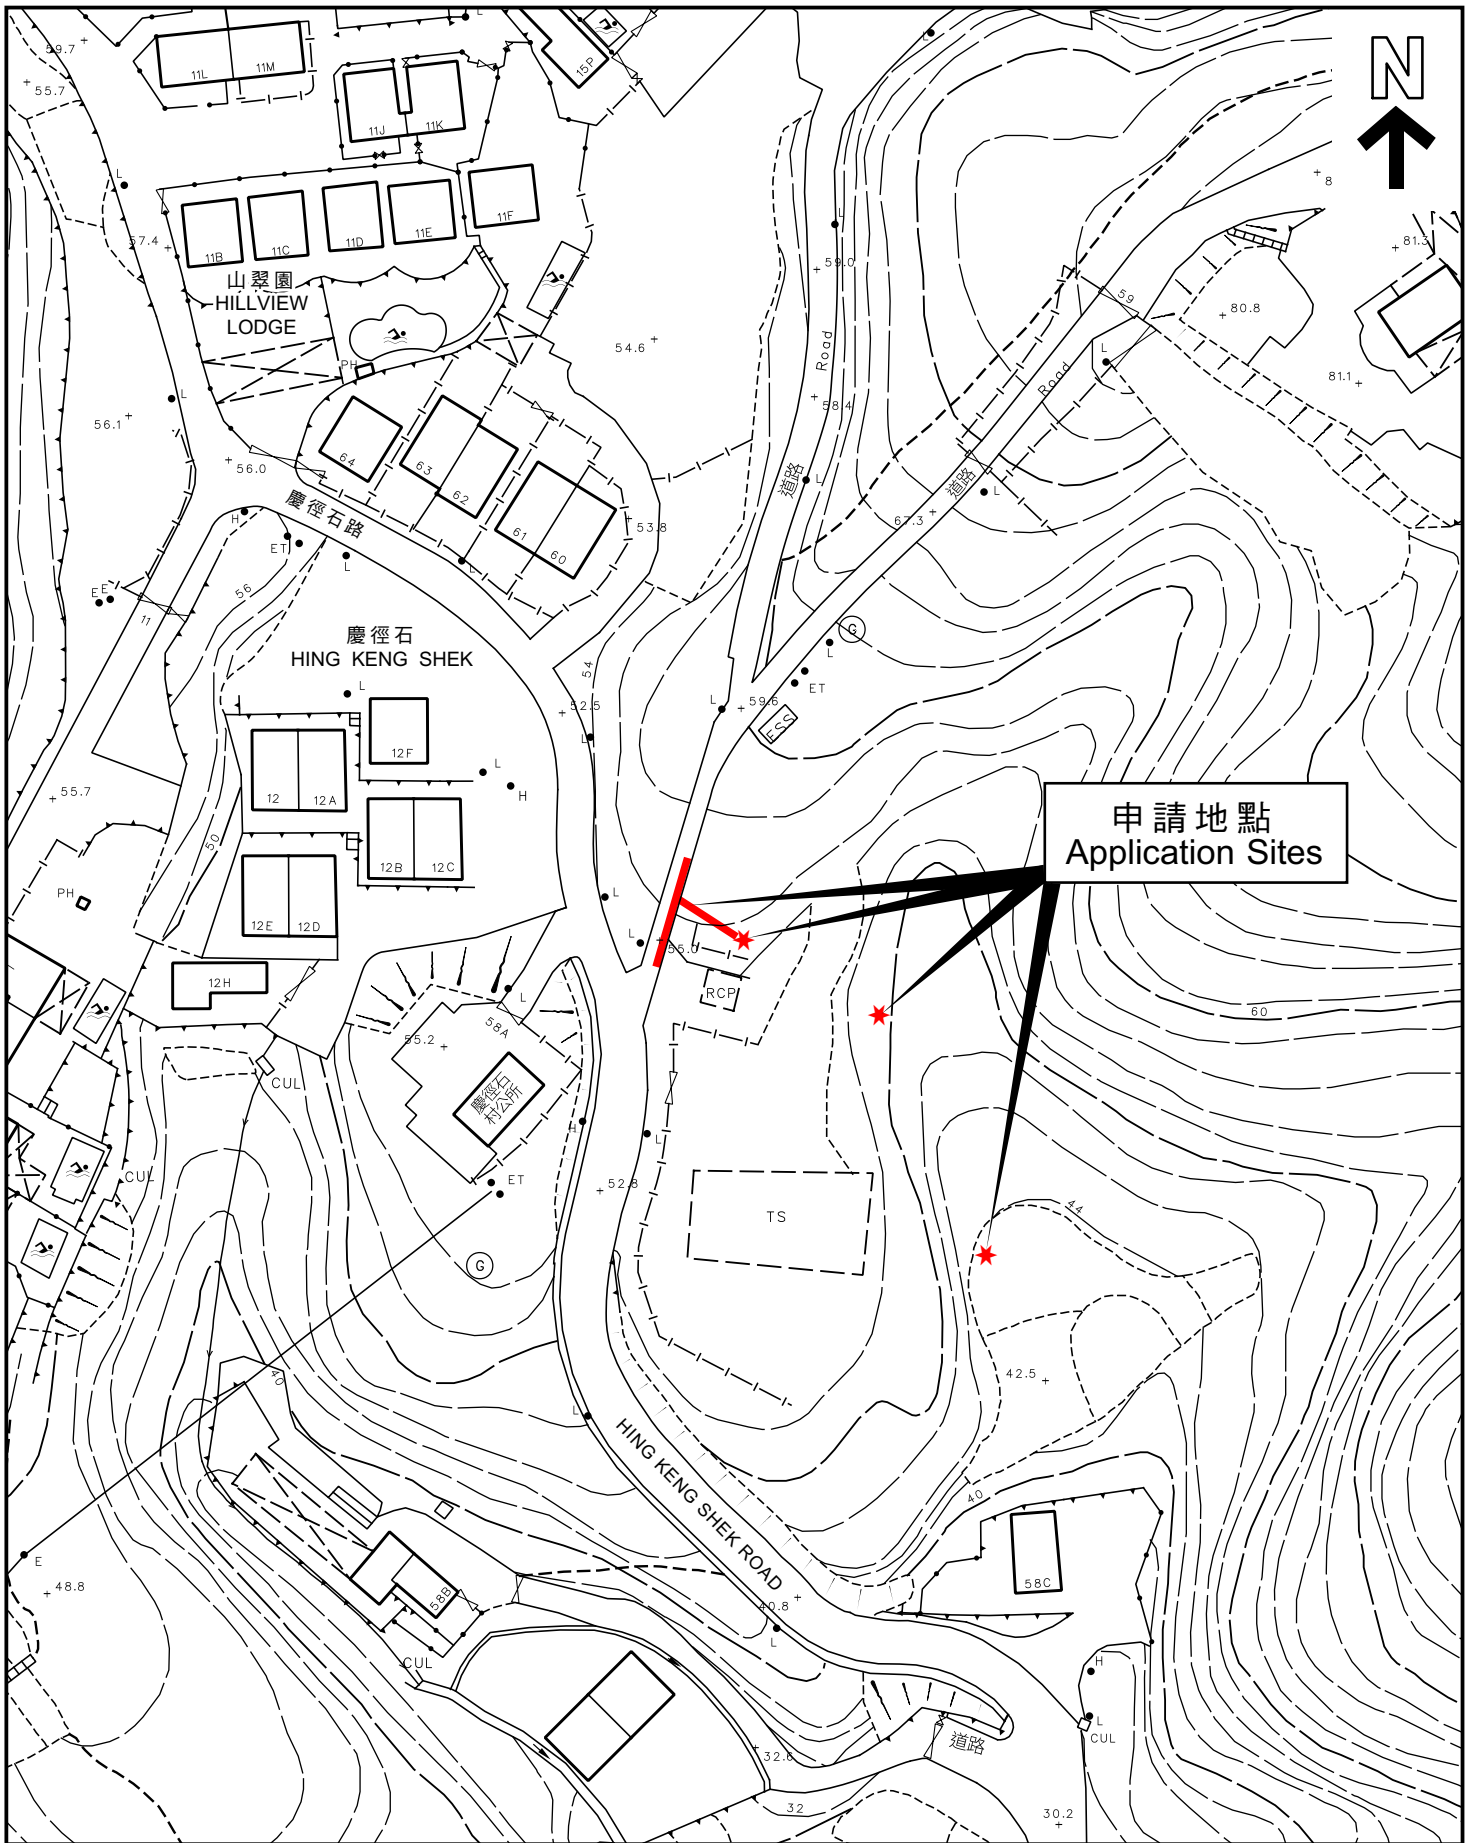 N
L
59.7
55.7
11L
11M
15P
11J
11K
L
L
8
81.3
L
11B
11C
11D
11E
11F
57.4
山翠園
HILLVIEW
LODGE
PH
59.0
59
80.8
54.6
Road
Road
L
81.1
58.4
L
56.1
56.0
64
63
62
61
60
慶徑石路
53.8
道路
L
道路
L
67.3
H
ET
L
L
E
E
11
56
慶徑石
HING KENG SHEK
G
L
ET
54
L
52.5
L
L
59.6
ESS
12F
12
12A
L
H
55.7
50
12B
12C
申請地點
Application Sites
PH
12E
12D
L
L
55.0
12H
RCP
L
58A
55.2
60
CUL
慶徑石
村公所
H
L
CUL
ET
52.8
TS
44
G
42.5
40
L
HING KENG SHEK ROAD
40
E
48.8
58B
58C
40.8
L
CUL
H
L
CUL
道路
32.6
32
30.2